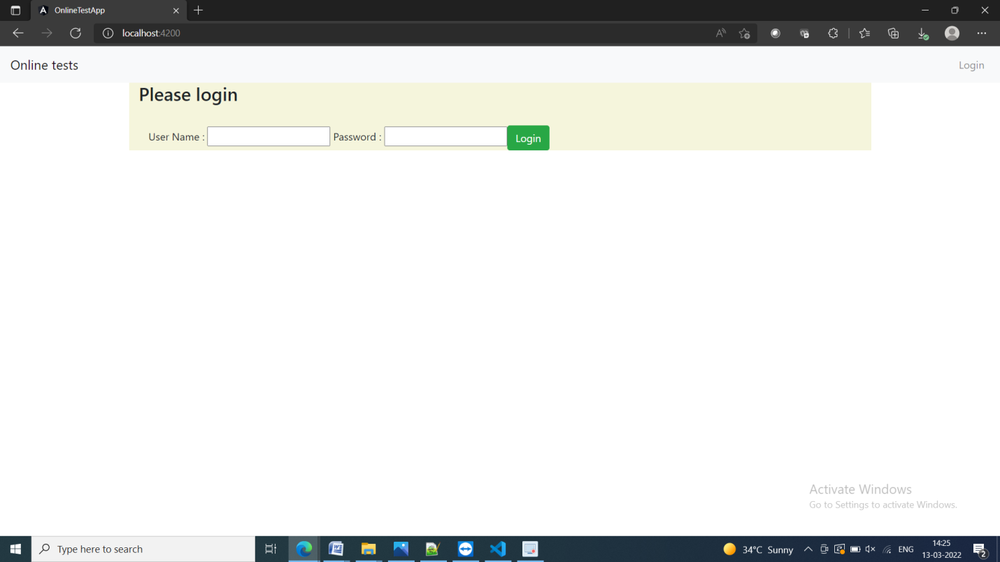 OnlineTestApp
localhost:4200
Online tests
Login
Please login
User Name :
Password :
Login
Activate Windows
Go to Settings to activate Windows.
Type here to search
34°C Sunny
ENG
14:25
13-03-2022
2